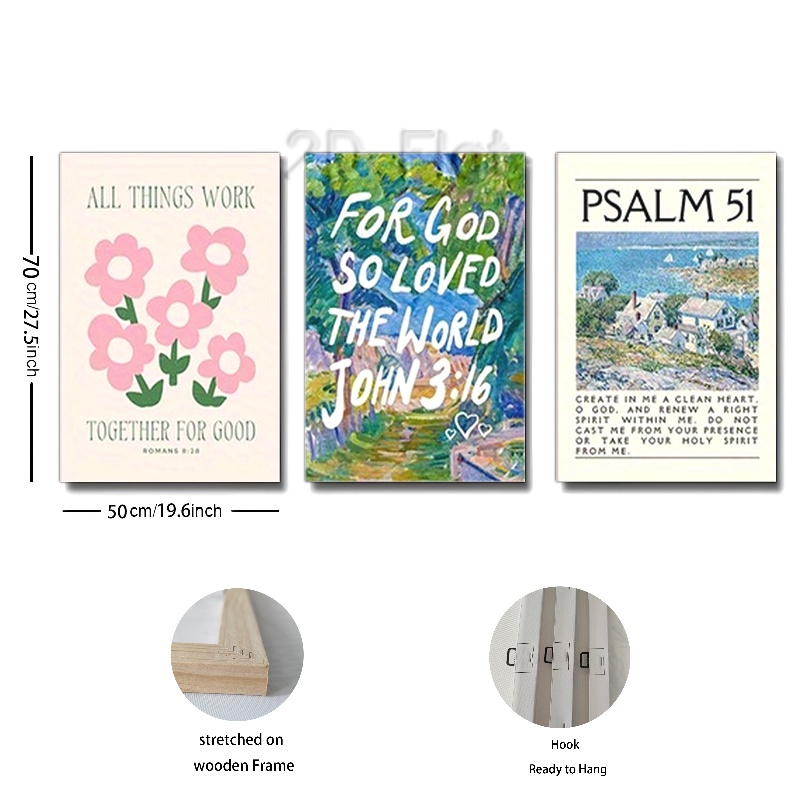 2D Flat
ALL THINGS WORK
TOGETHER FOR GOOD
ROMANS 8:28
FOR GOD
SO LOVED
THE WORLD
JOHN 3:16
PSALM 51
CREATE IN ME A CLEAN HEART,
O GOD, AND RENEW A RIGHT
SPIRIT WITHIN ME. DO NOT
CAST ME FROM YOUR PRESENCE
OR TAKE YOUR HOLY SPIRIT
FROM ME.
70cm/27.5inch
50cm/19.6inch
stretched on
wooden Frame
Hook
Ready to Hang